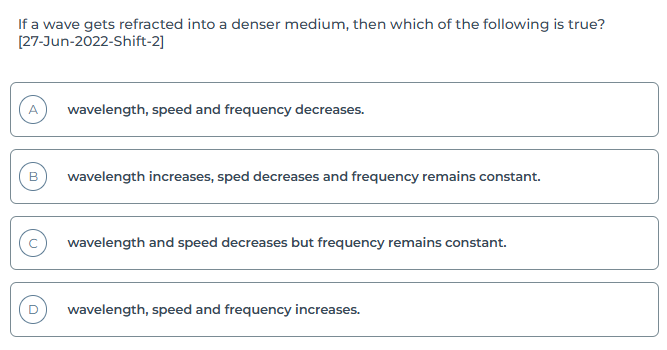 If a wave gets refracted into a denser medium, then which of the following is true?
[27-Jun-2022-Shift-2]
A wavelength, speed and frequency decreases.
B wavelength increases, sped decreases and frequency remains constant.
C wavelength and speed decreases but frequency remains constant.
D wavelength, speed and frequency increases.